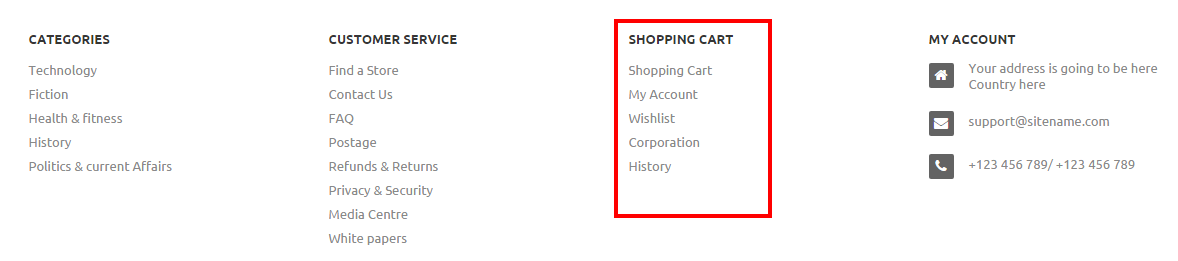 CATEGORIES
Technology
Fiction
Health & fitness
History
Politics & current Affairs
CUSTOMER SERVICE
Find a Store
Contact Us
FAQ
Postage
Refunds & Returns
Privacy & Security
Media Centre
White papers
SHOPPING CART
Shopping Cart
My Account
Wishlist
Corporation
History
MY ACCOUNT
Your address is going to be here
Country here
support@sitename.com
+123 456 789/ +123 456 789